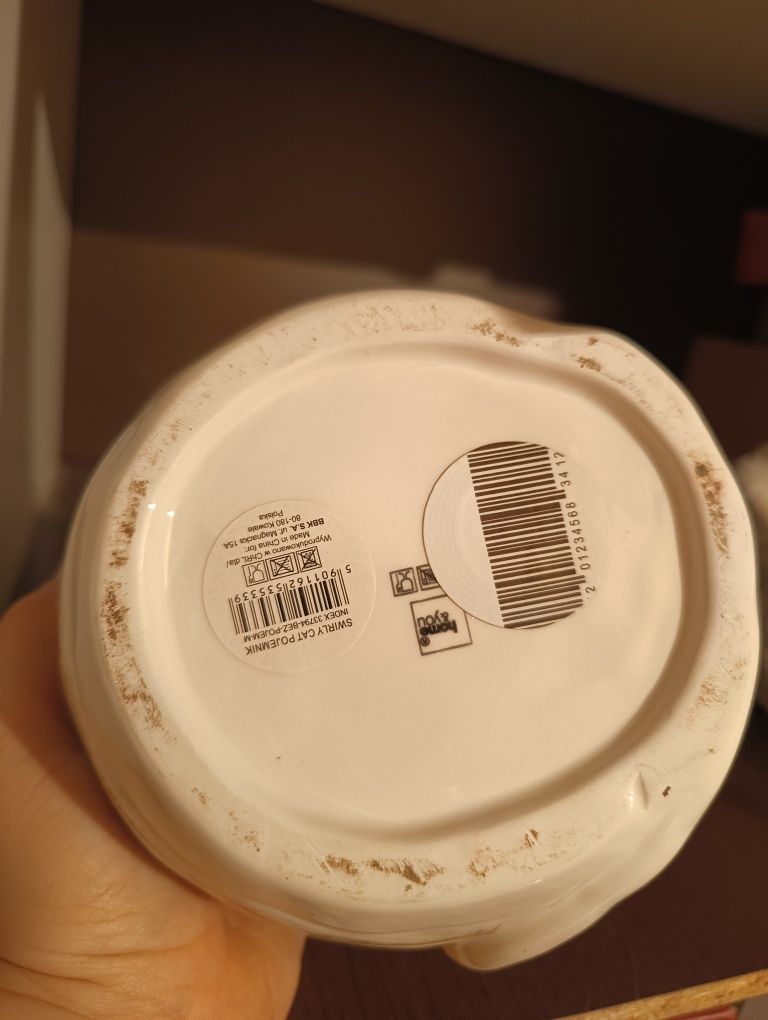 SWIRLY CAT POJEMNIK
INDEX 33794-BEZ-POJEM-M
5 901162 535339
Wyprodukowano w ChRL dla/
Made in China for:
BBK S.A. ul. Magnacka 15A
80-180 Kowale
Polska
home
&you
®
2 01234568 3412